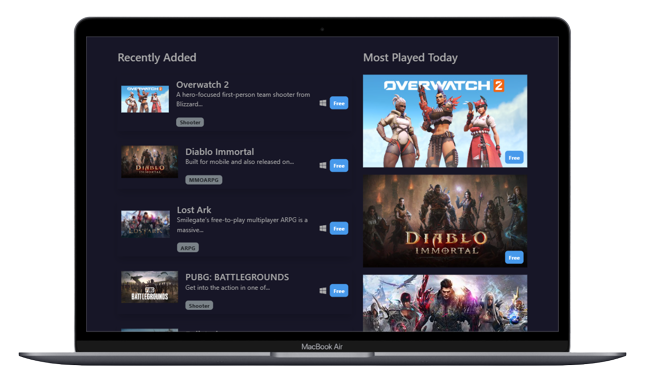 Recently Added
Overwatch 2
A hero-focused first-person team shooter from
Blizzard...
Free
Shooter
Diablo Immortal
Built for mobile and also released on...
Free
MMOARPG
Lost Ark
Smilegate's free-to-play multiplayer ARPG is a
massive...
Free
ARPG
PUBG: BATTLEGROUNDS
Get into the action in one of...
Free
Shooter
BATTLEGROUNDS
Most Played Today
OVERWATCH 2
Free
DIABLO
IMMORTAL
Free
MacBook Air